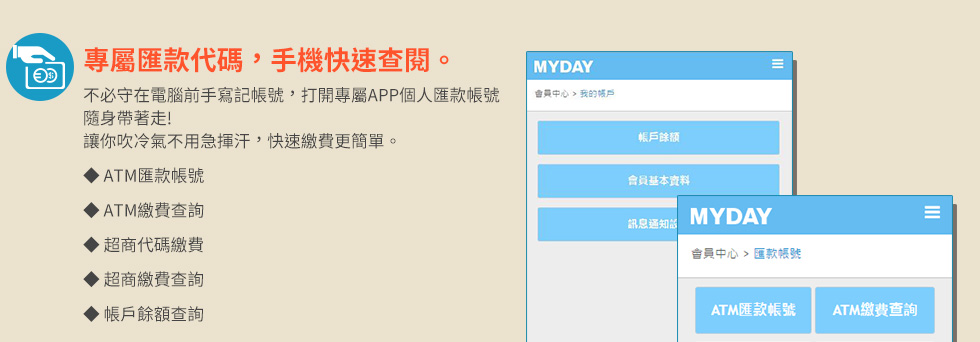 專屬匯款代碼，手機快速查閱。
不必守在電腦前手寫記帳號，打開專屬APP個人匯款帳號
隨身帶著走!
讓你吹冷氣不用急揮汗，快速繳費更簡單。
◆ ATM匯款帳號
◆ ATM繳費查詢
◆ 超商代碼繳費
◆ 超商繳費查詢
◆ 帳戶餘額查詢
MYDAY
會員中心 > 我的帳戶
帳戶餘額
會員基本資料
訊息通知設
MYDAY
會員中心 > 匯款帳號
ATM匯款帳號
ATM繳費查詢